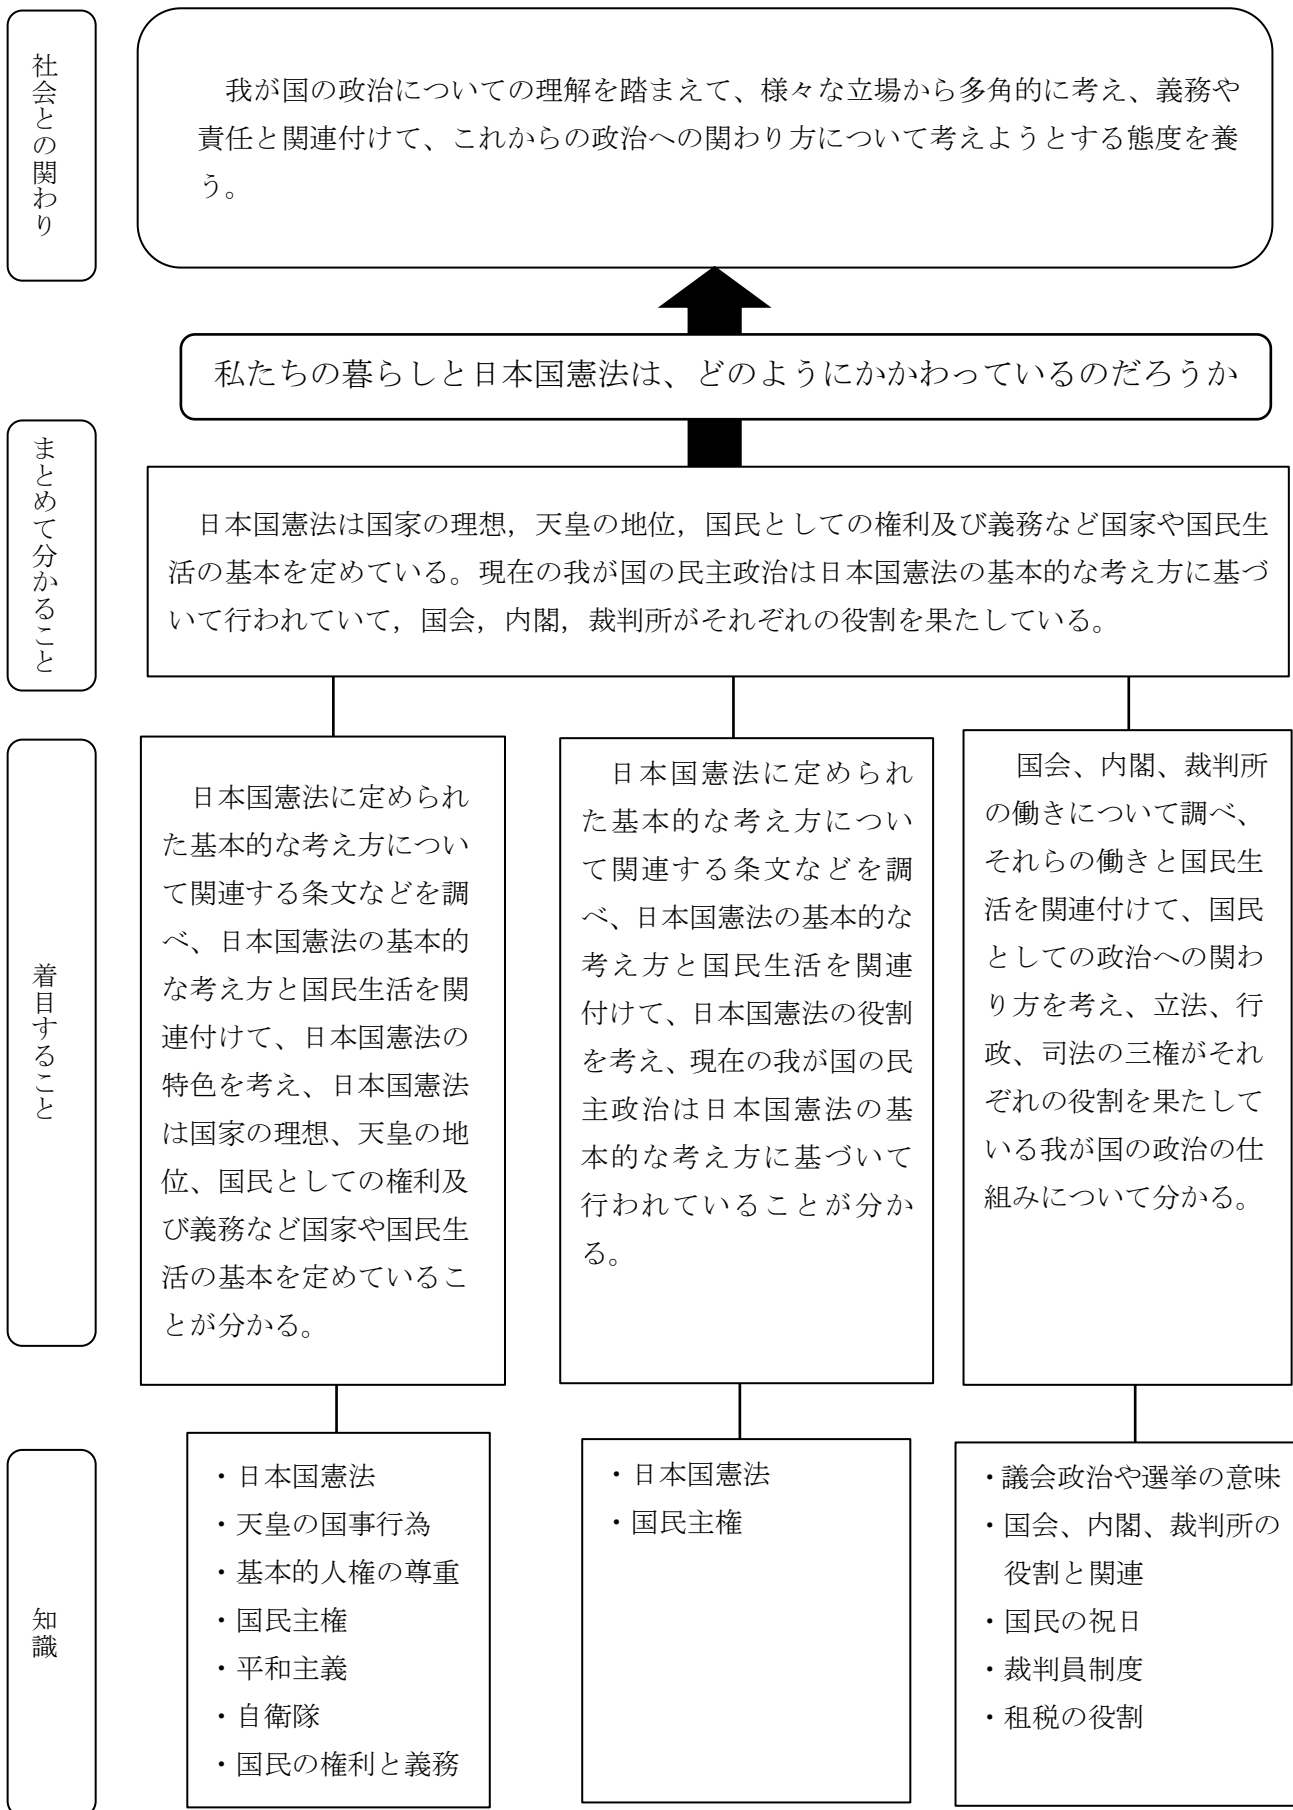 社会との関わり
我が国の政治についての理解を踏まえて、様々な立場から多角的に考え、義務や
責任と関連付けて、これからの政治への関わり方について考えようとする態度を養
う。
私たちの暮らしと日本国憲法は、どのようにかかわっているのだろうか
まとめて分かること
日本国憲法は国家の理想，天皇の地位，国民としての権利及び義務など国家や国民生
活の基本を定めている。現在の我が国の民主政治は日本国憲法の基本的な考え方に基づ
いて行われていて，国会，内閣，裁判所がそれぞれの役割を果たしている。
着目すること
日本国憲法に定められ
た基本的な考え方につい
て関連する条文などを調
べ、日本国憲法の基本的
な考え方と国民生活を関
連付けて、日本国憲法の
特色を考え、日本国憲法
は国家の理想、天皇の地
位、国民としての権利及
び義務など国家や国民生
活の基本を定めているこ
とが分かる。
日本国憲法に定められ
た基本的な考え方につい
て関連する条文などを調
べ、日本国憲法の基本的な
考え方と国民生活を関連
付けて、日本国憲法の役割
を考え、現在の我が国の民
主政治は日本国憲法の基
本的な考え方に基づいて
行われていることが分か
る。
国会、内閣、裁判所
の働きについて調べ、
それらの働きと国民生
活を関連付けて、国民
としての政治への関わ
り方を考え、立法、行
政、司法の三権がそれ
ぞれの役割を果たして
いる我が国の政治の仕
組みについて分かる。
知識
・日本国憲法
・天皇の国事行為
・基本的人権の尊重
・国民主権
・平和主義
・自衛隊
・国民の権利と義務
・日本国憲法
・国民主権
・議会政治や選挙の意味
・国会、内閣、裁判所の
役割と関連
・国民の祝日
・裁判員制度
・租税の役割